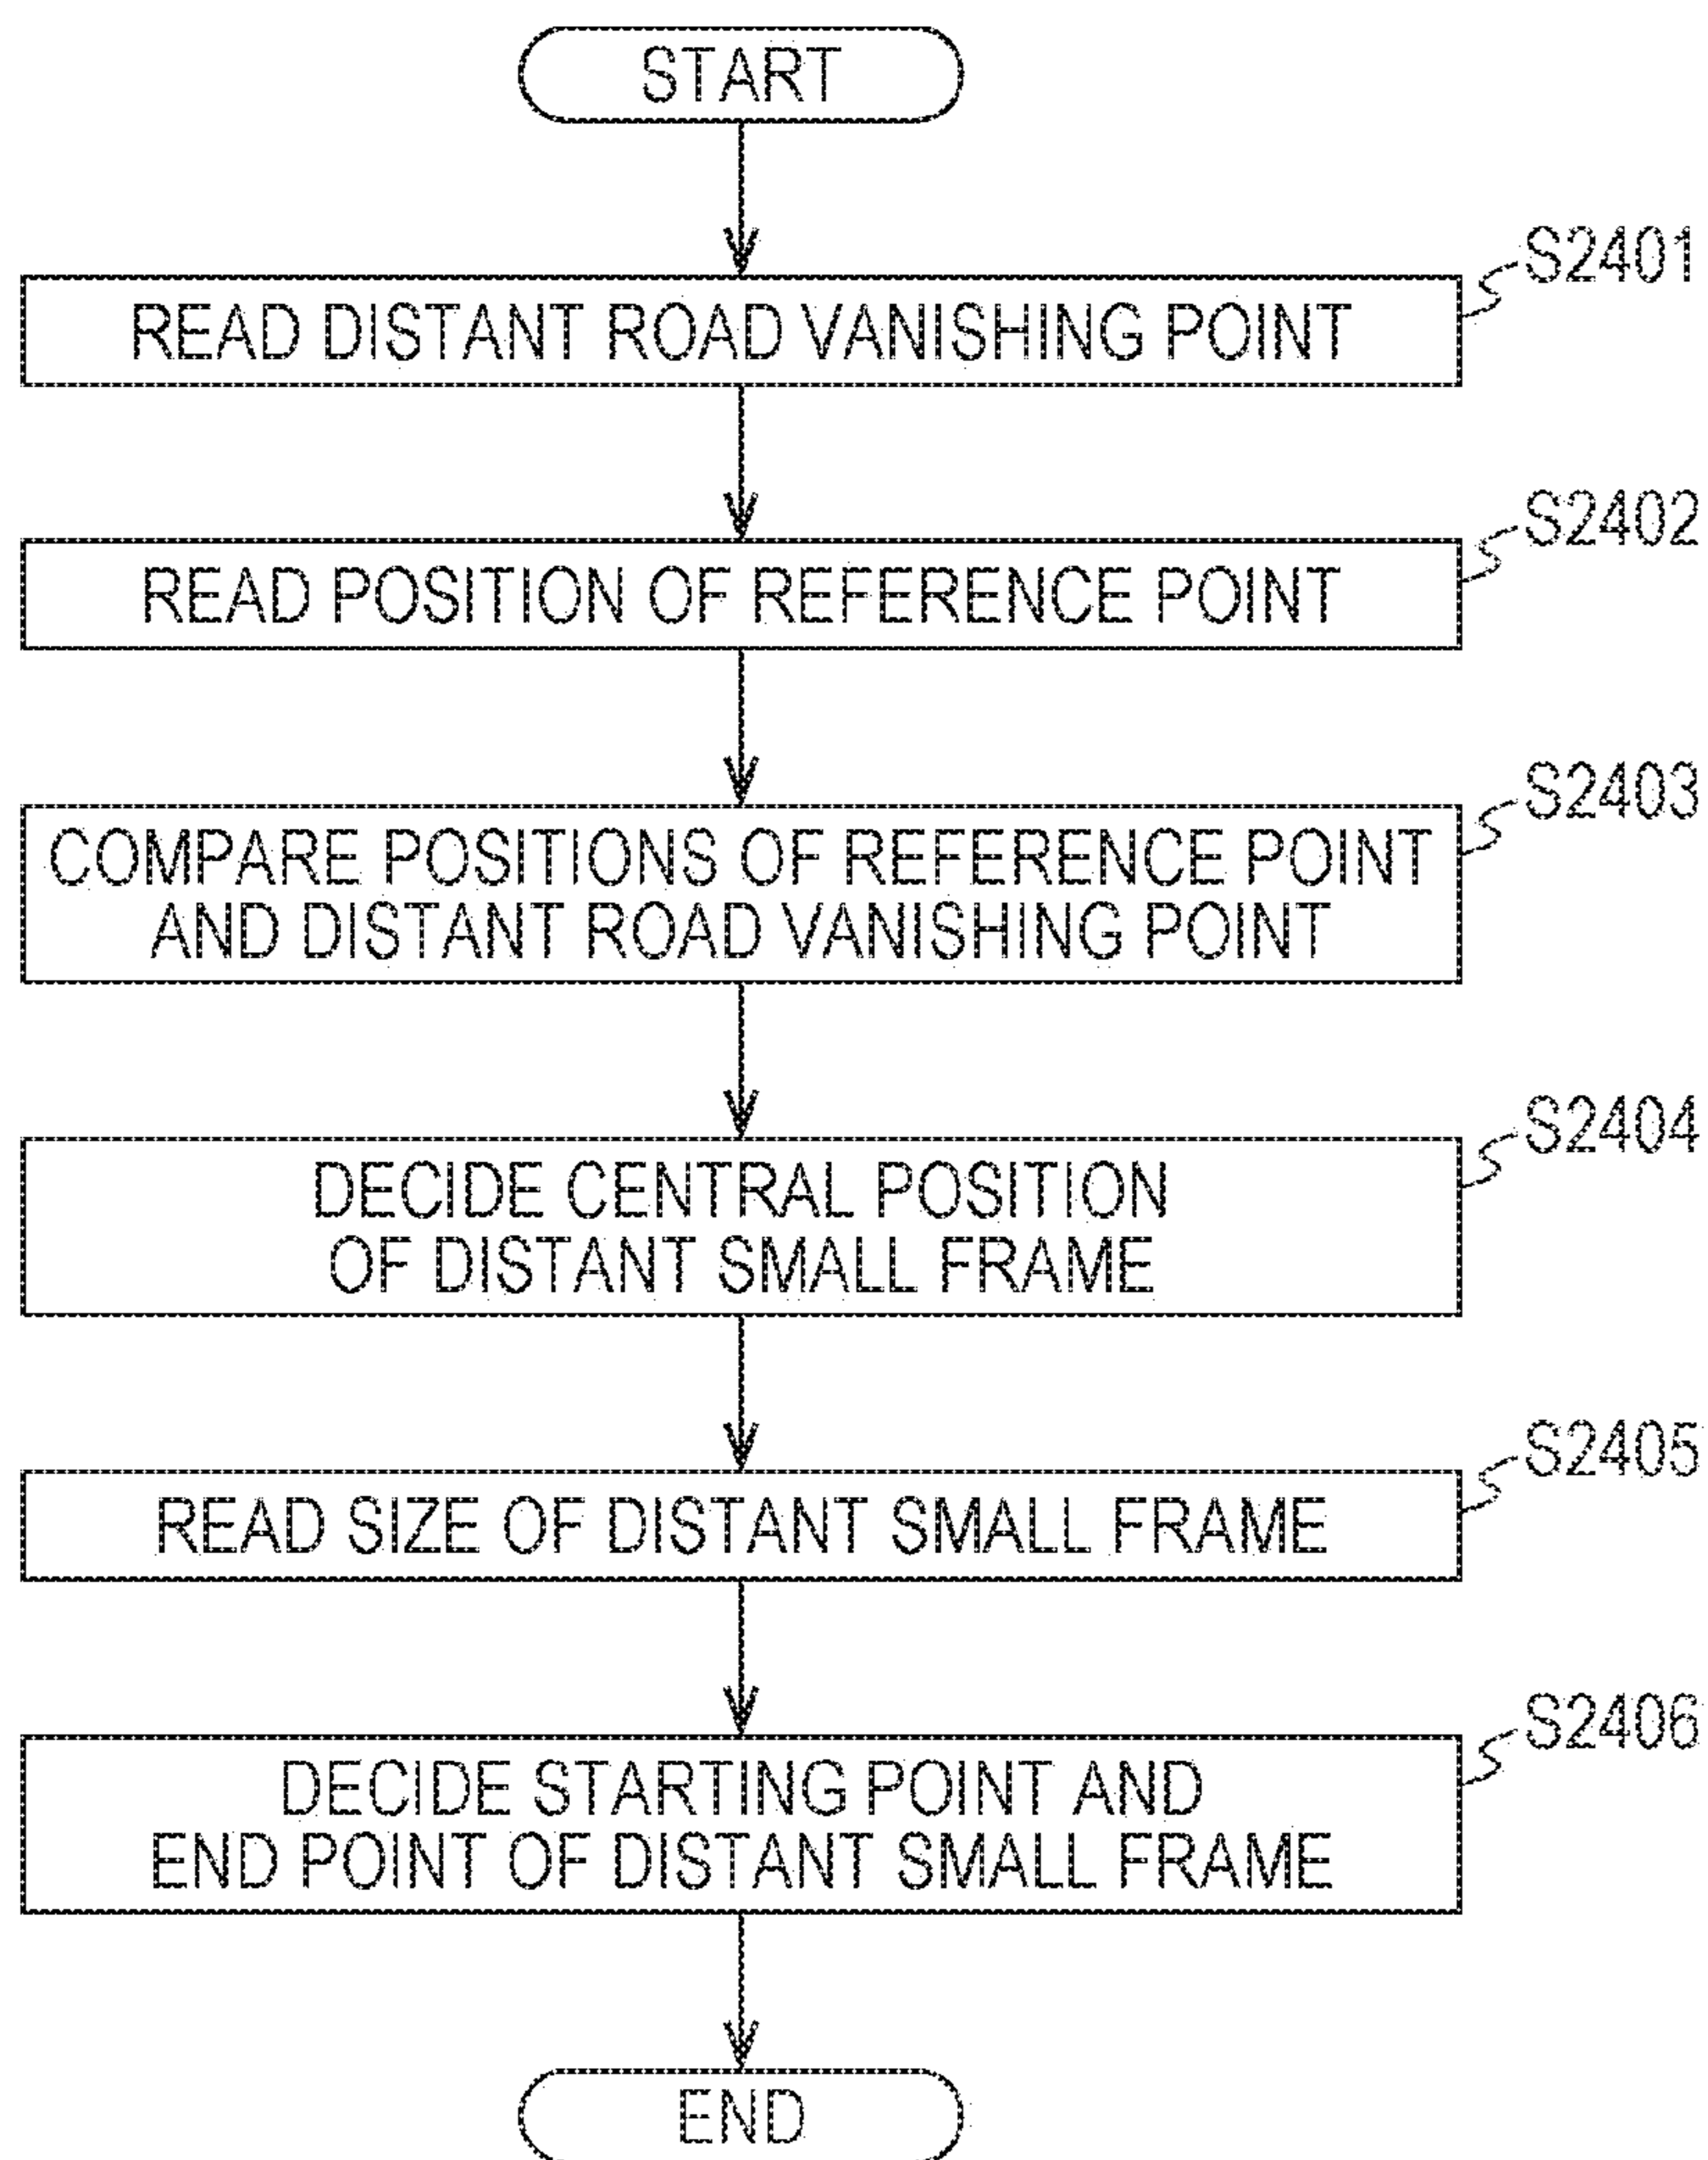 START
S2401
READ DISTANT ROAD VANISHING POINT
S2402
READ POSITION OF REFERENCE POINT
S2403
COMPARE POSITIONS OF REFERENCE POINT
AND DISTANT ROAD VANISHING POINT
S2404
DECIDE CENTRAL POSITION
OF DISTANT SMALL FRAME
S2405
READ SIZE OF DISTANT SMALL FRAME
S2406
DECIDE STARTING POINT AND
END POINT OF DISTANT SMALL FRAME
END